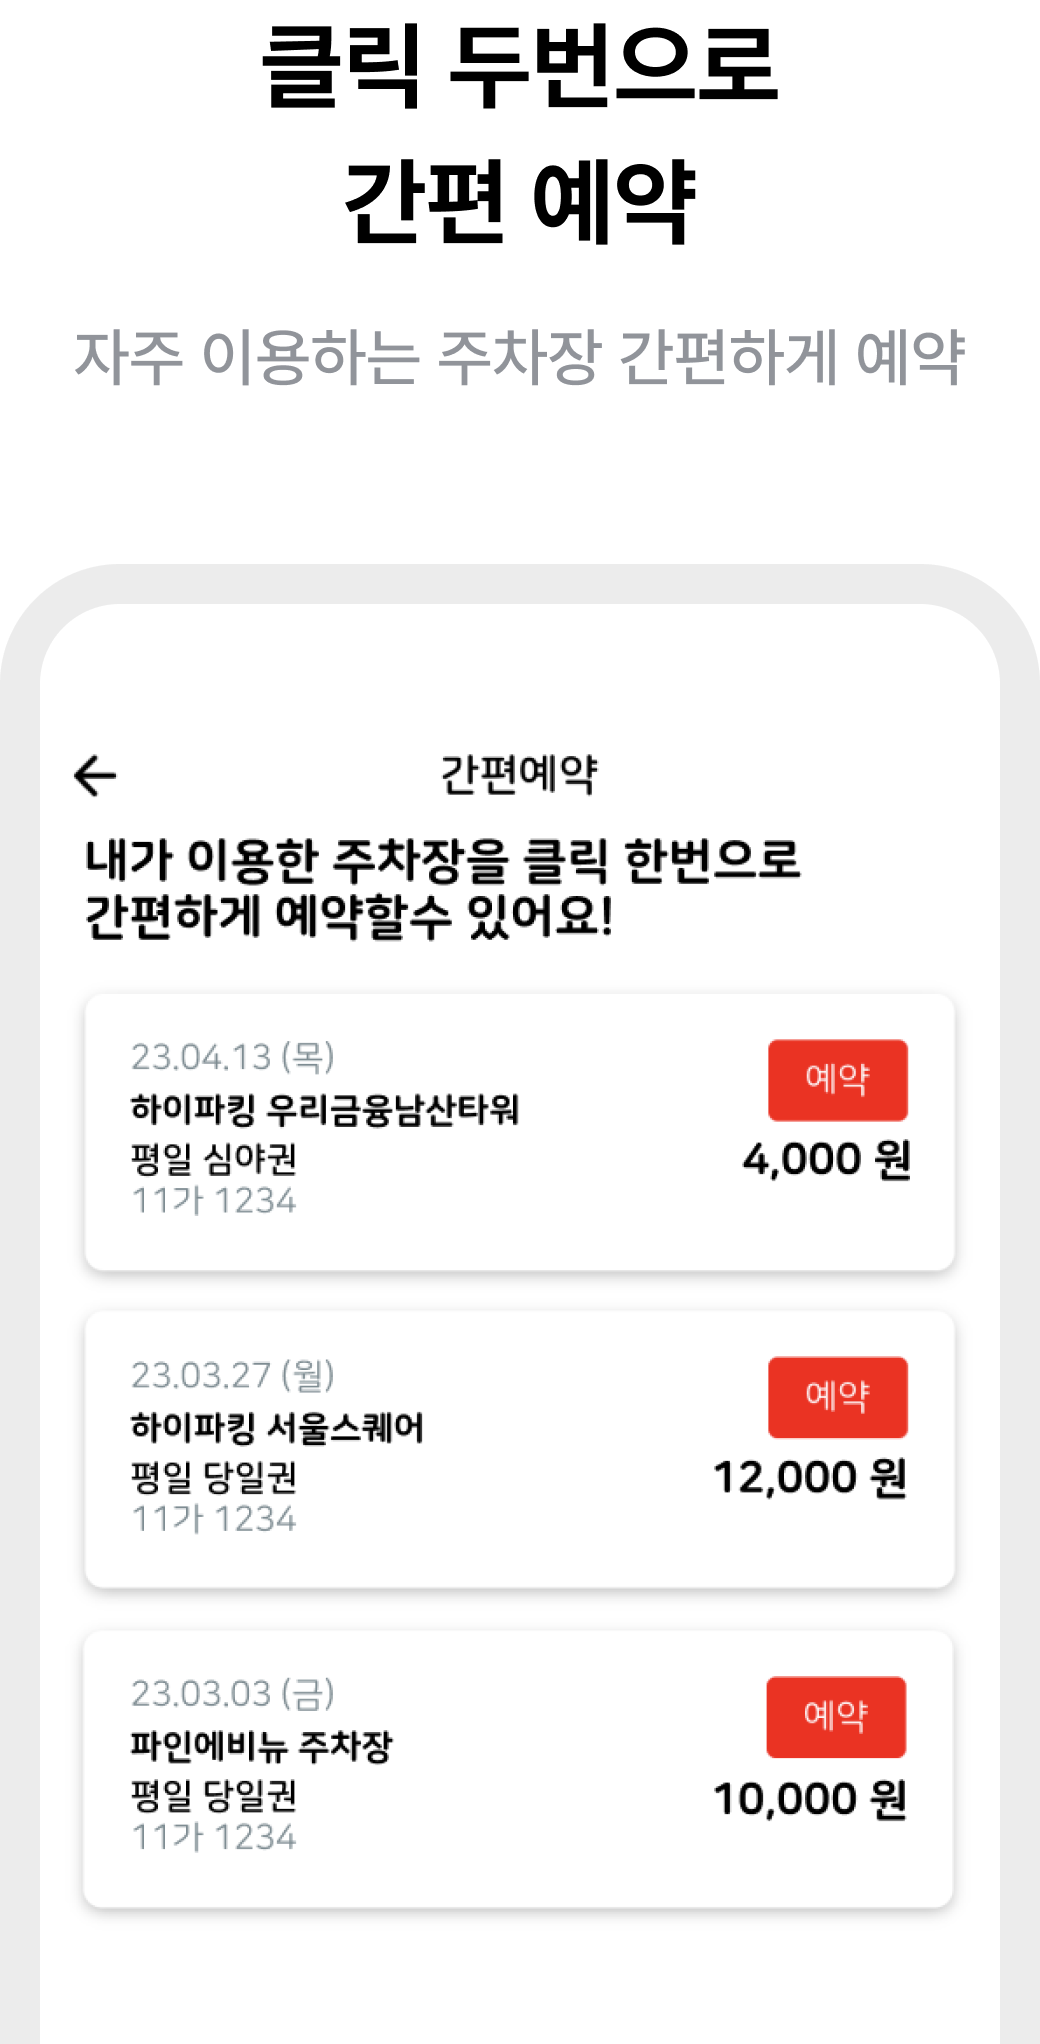 클릭 두번으로
간편 예약
자주 이용하는 주차장 간편하게 예약
간편예약
내가 이용한 주차장을 클릭 한번으로
간편하게 예약할수 있어요!
23.04.13 (목)
예약
하이파킹 우리금융남산타워
평일 심야권
4,000 원
11가 1234
23.03.27 (월)
예약
하이파킹 서울스퀘어
평일 당일권
12,000 원
11가 1234
23.03.03 (금)
예약
파인에비뉴 주차장
평일 당일권
10,000 원
11가 1234